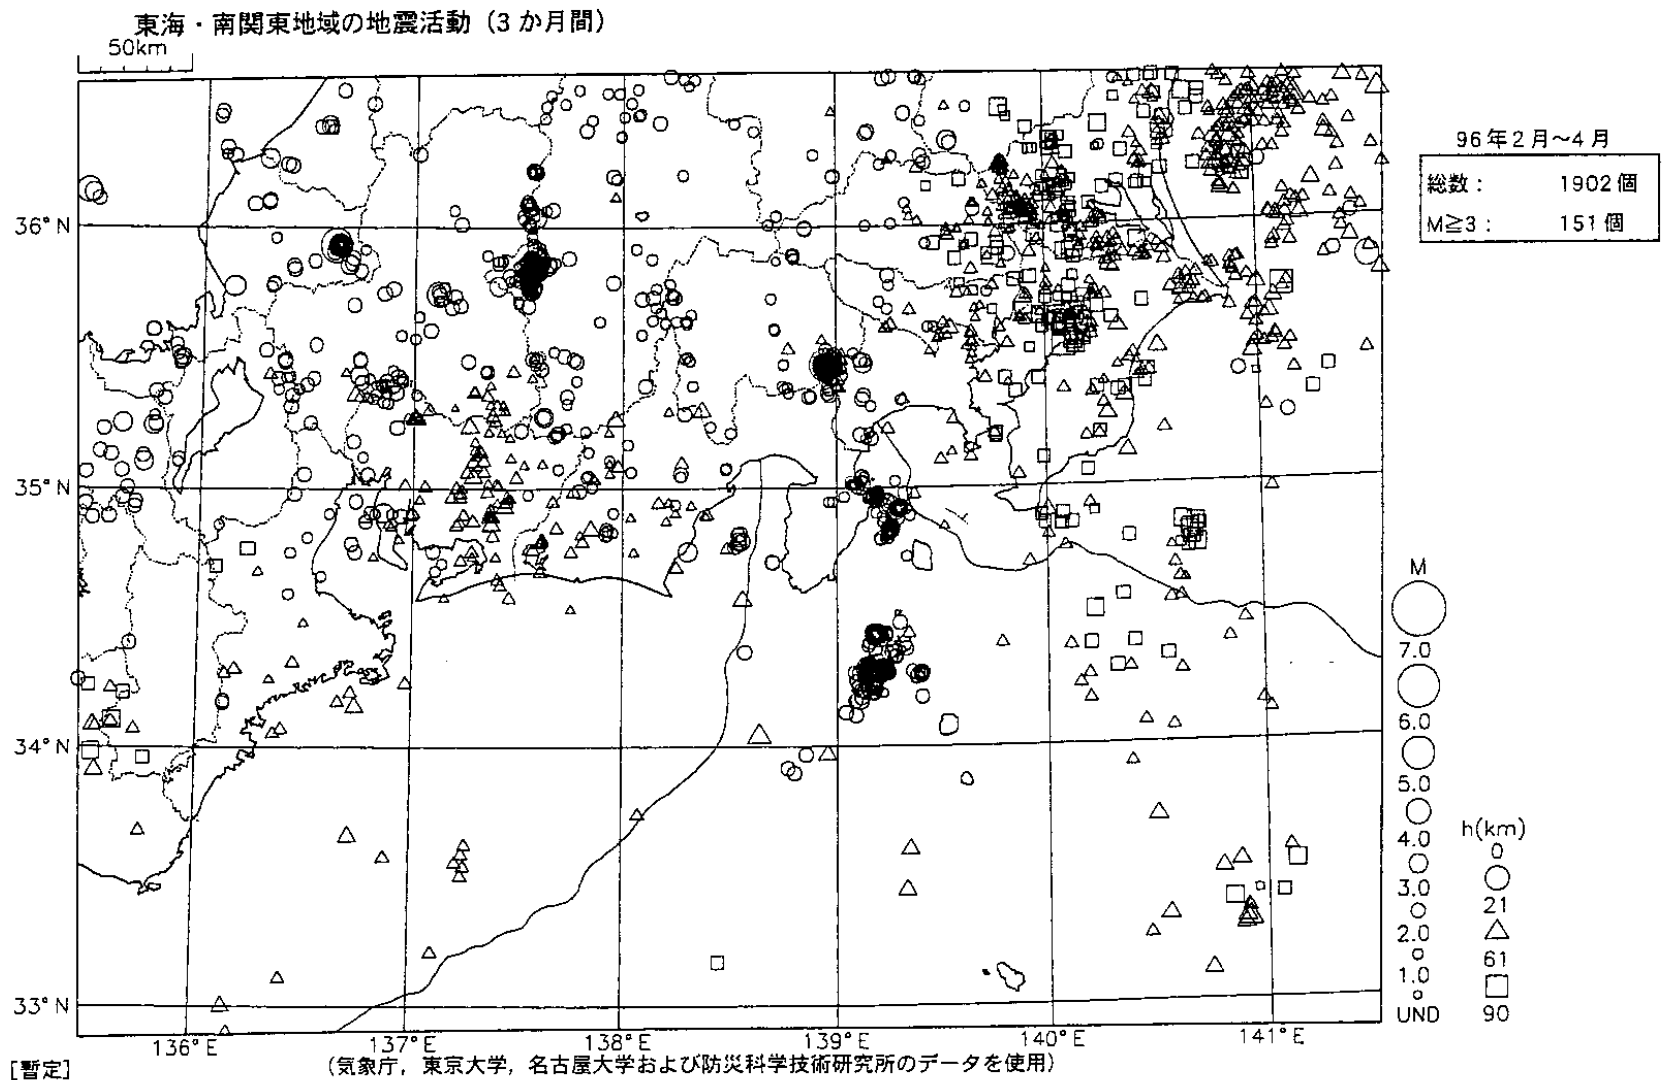 東海・南関東地域の地震活動(3か月間)
50km
96年2月~4月
総数: 1902個
M≧3: 151個
36°N
35°N
34°N
33°N
136°E
137°E
138°E
139°E
140°E
141°E
M
7.0
6.0
5.0
4.0
3.0
2.0
1.0
UND
h(km)
0
21
61
90
[暫定]
(気象庁,東京大学,名古屋大学および防災科学技術研究所のデータを使用)